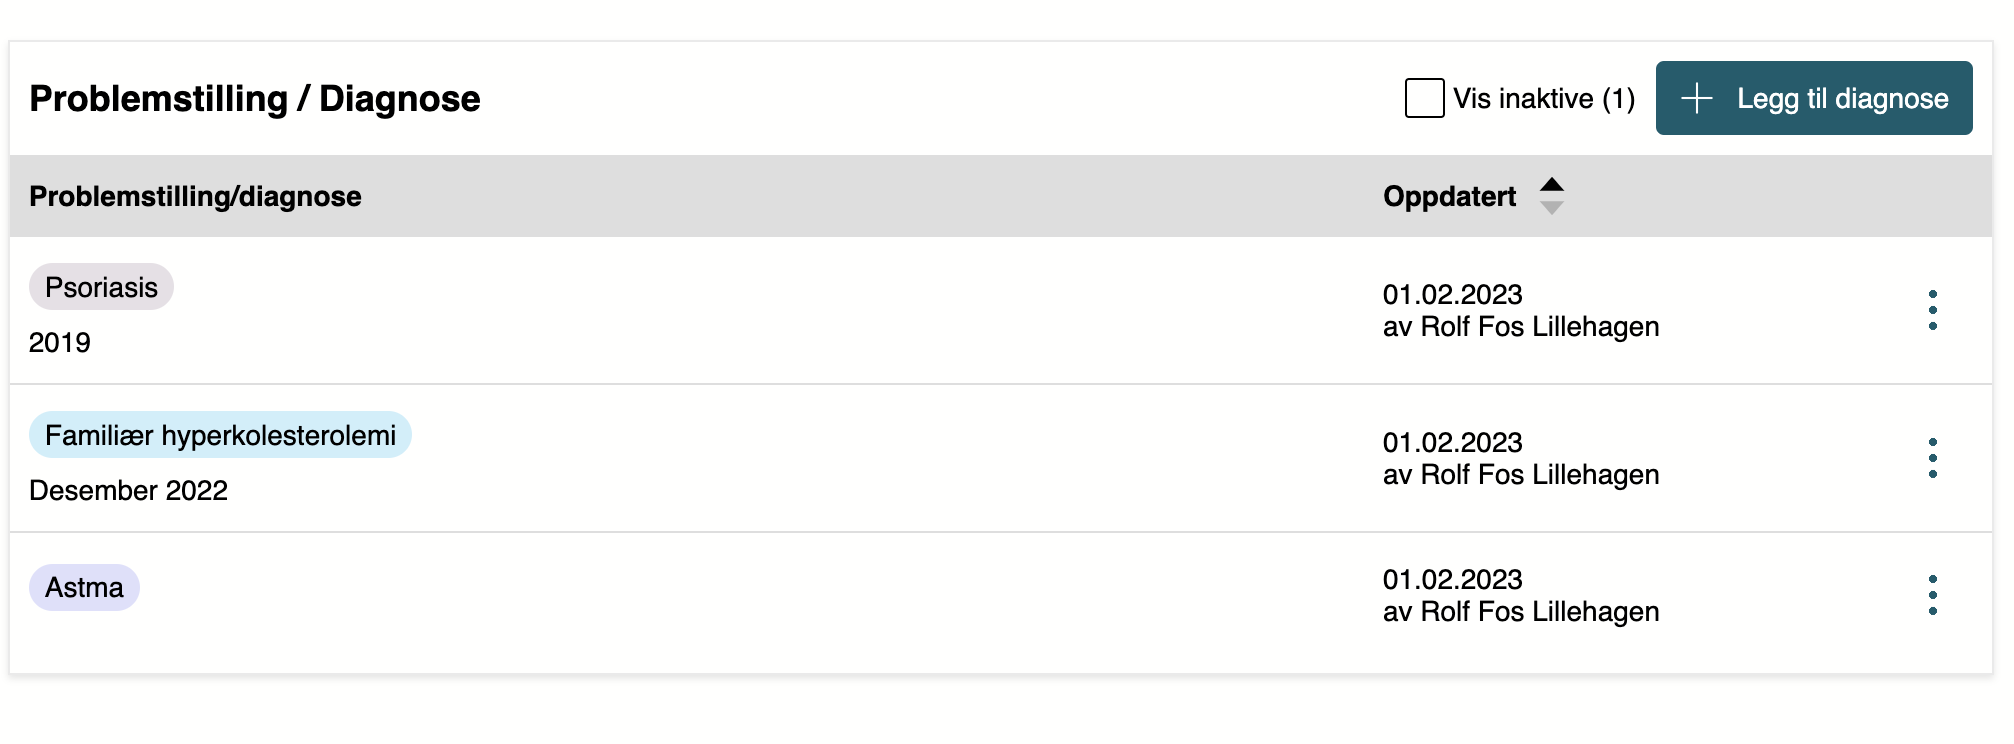 Problemstilling / Diagnose
Vis inaktive (1)
Legg til diagnose
Problemstilling/diagnose
Oppdatert
Psoriasis
2019
01.02.2023
av Rolf Fos Lillehagen
Familiær hyperkolesterolemi
Desember 2022
01.02.2023
av Rolf Fos Lillehagen
Astma
01.02.2023
av Rolf Fos Lillehagen